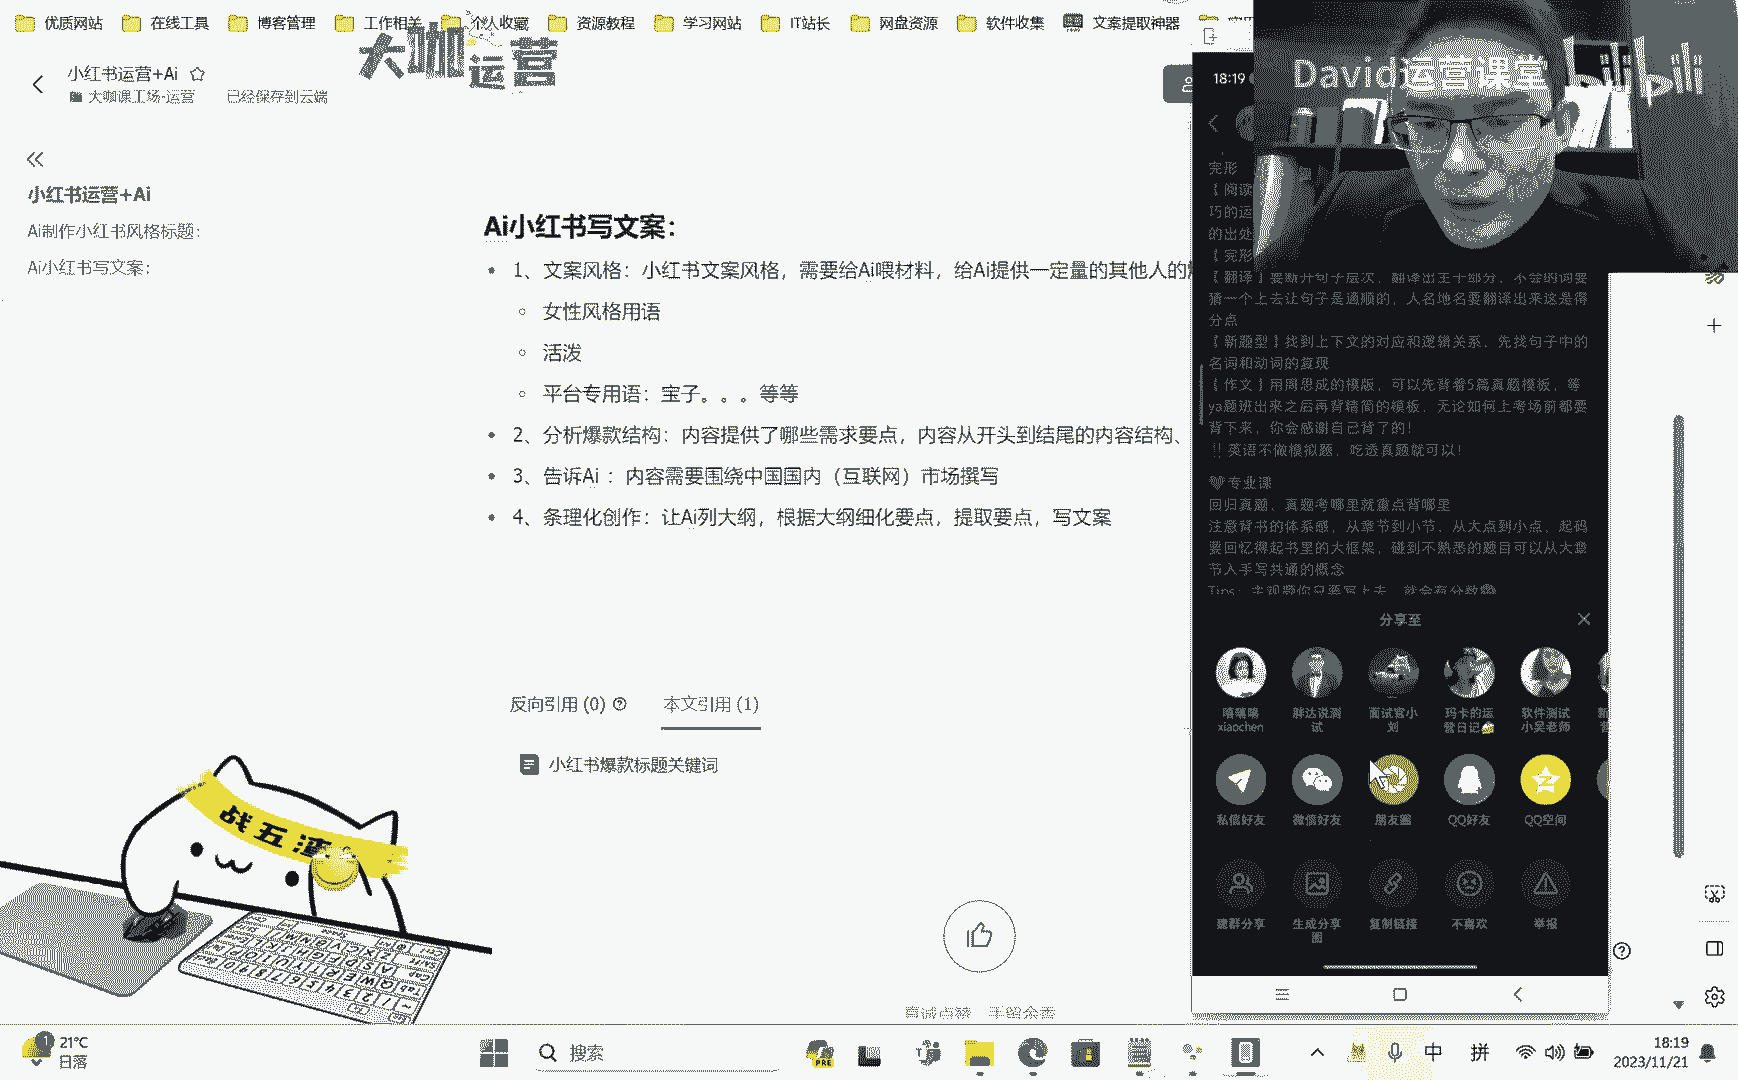 优质网站 在线工具 博客管理 工作相关 个人收藏 资源教程 学习网站 IT站长 网盘资源 软件收集 文案提取神器
大咖运营
小红书运营+Ai
大咖课工场-运营 已经保存到云端
小红书运营+Ai
Ai制作小红书风格标题：
Ai小红书写文案：
Ai小红书写文案：
1、文案风格：小红书文案风格，需要给Ai喂材料，给Ai提供一定量的其他人的
女性风格用语
活泼
平台专用语：宝子。。。等等
2、分析爆款结构：内容提供了哪些需求要点，内容从开头到结尾的内容结构、
3、告诉Ai ：内容需要围绕中国国内（互联网）市场撰写
4、条理化创作：让Ai列大纲，根据大纲细化要点，提取要点，写文案
反向引用 (0) 本文引用 (1)
小红书爆款标题关键词
战五渣
David运营课堂 bilibili
18:19
完形
【 阅读
巧的运
的出处
【 完形
【 翻译 】要断开句子层次，翻译出主干部分，不会的词要
猜一个上去让句子是通顺的，人名地名要翻译出来这是得
分点
【 新题型 】找到上下文的对应和逻辑关系，先找句子中的
名词和动词的复现
【 作文 】用周思成的模版，可以先背着5篇真题模板，等
ya题班出来之后再背精简的模板，无论如何上考场前都要
背下来，你会感谢自己背了的！
‼ 英语不做模拟题，吃透真题就可以！
专业课
回归真题，真题考哪里就重点背哪里
注意背书的体系感，从章节到小节，从大点到小点，起码
要回忆得起书里的大框架，碰到不熟悉的题目可以从大章
节入手写共通的概念
Tips：主观题你只要写上去，就会有分数
分享至
嘻嘻嘻xiaochen 胖达说测试 面试官小刘 玛卡的运营日记 软件测试小吴老师
私信好友 微信好友 朋友圈 QQ好友 QQ空间
建群分享 生成分享图 复制链接 不喜欢 举报
21°C
日落
搜索
PRE
中 拼
18:19
2023/11/21